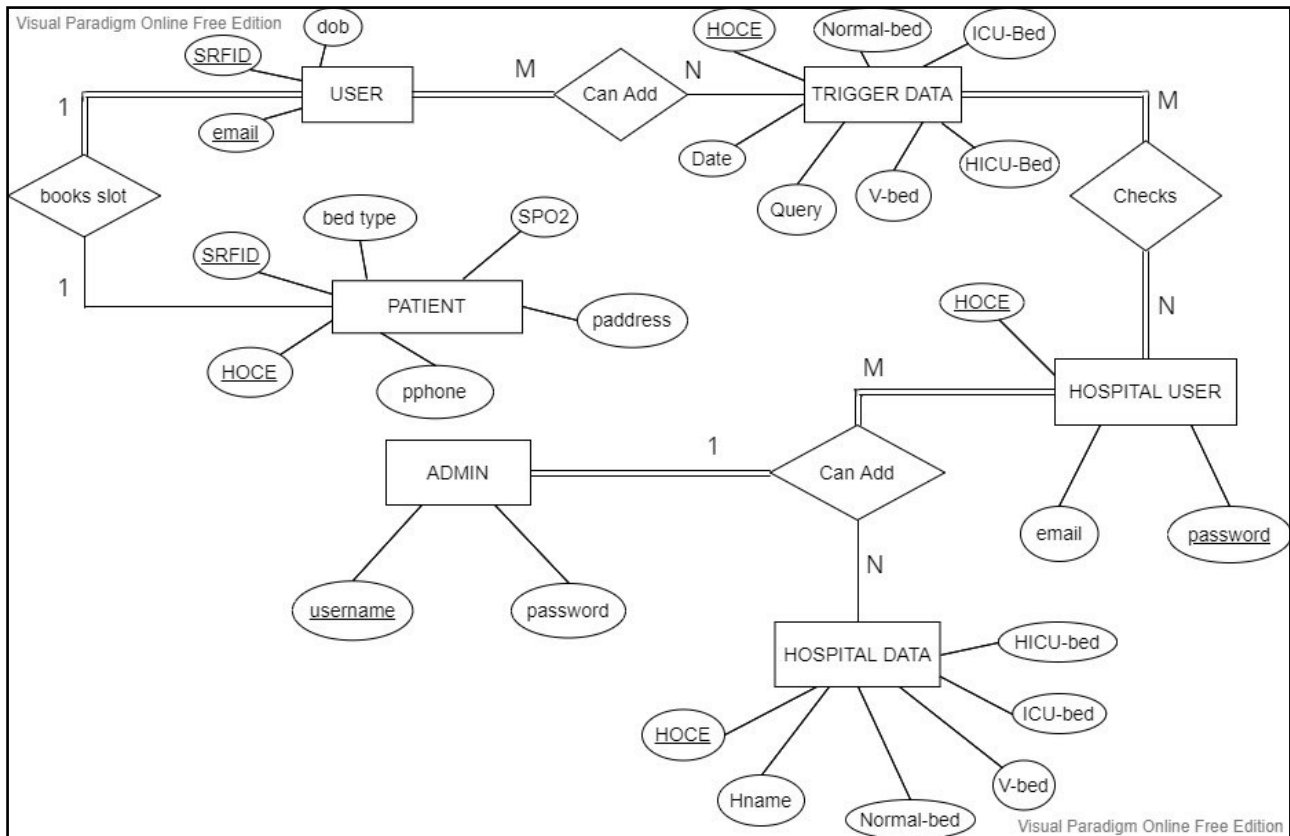 Visual Paradigm Online Free Edition
dob
SRFID
USER
email
1
M
Can Add
N
HOCE
Normal-bed
ICU-Bed
TRIGGER DATA
Date
Query
V-bed
HICU-Bed
M
Checks
N
books slot
1
bed type
SPO2
SRFID
PATIENT
paddress
HOCE
pphone
HOCE
HOSPITAL USER
email
password
M
ADMIN
1
Can Add
username
password
N
HOSPITAL DATA
HICU-bed
ICU-bed
HOCE
Hname
Normal-bed
V-bed
Visual Paradigm Online Free Edition